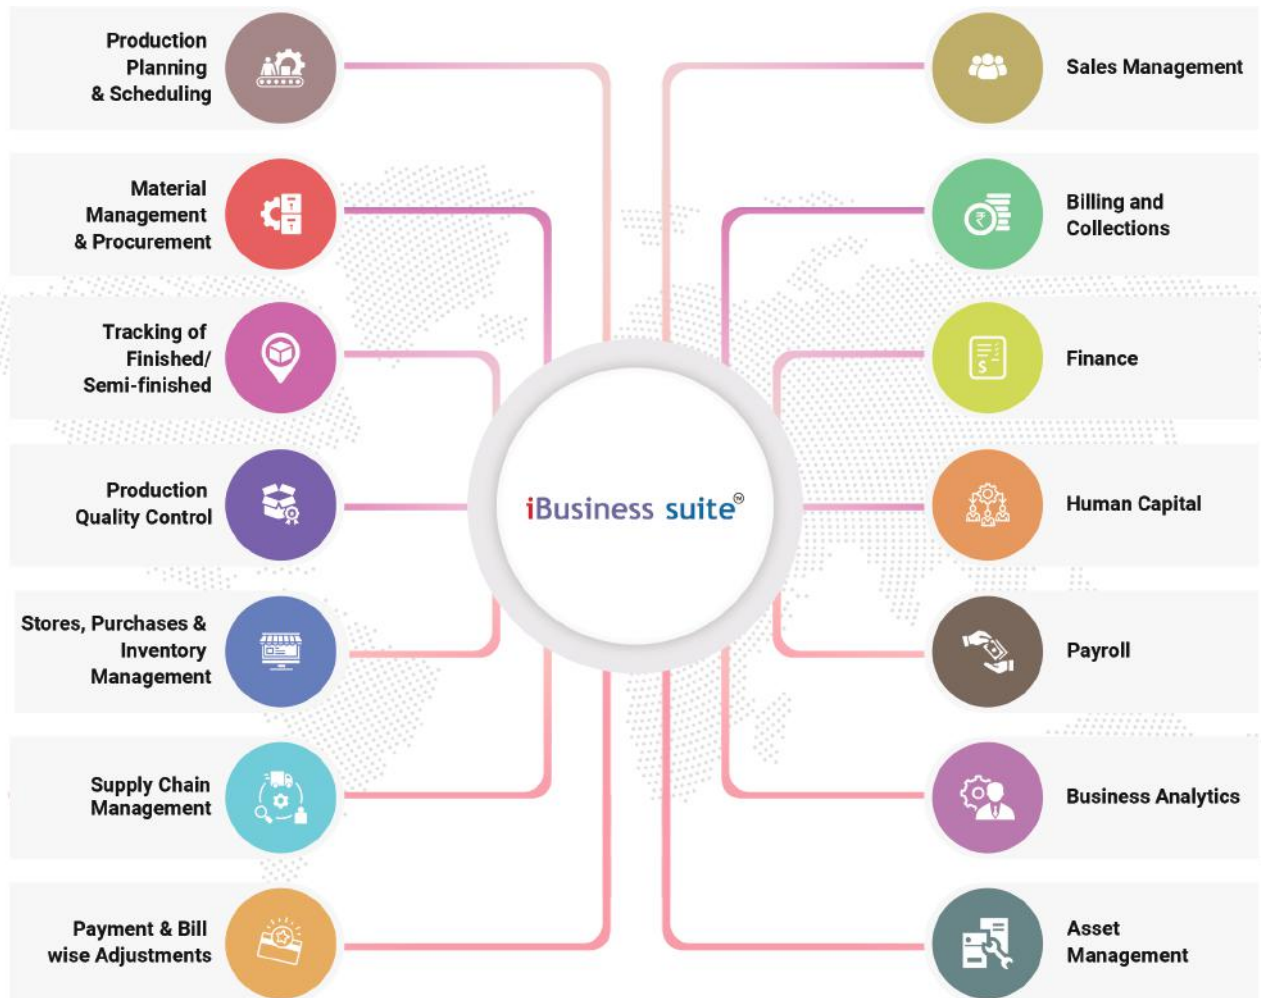 Production
Planning
& Scheduling
Material
Management
& Procurement
Tracking of
Finished/
Semi-finished
Production
Quality Control
Stores, Purchases &
Inventory
Management
Supply Chain
Management
Payment & Bill
wise Adjustments
iBusiness suite
Sales Management
Billing and
Collections
₹
Finance
$
Human Capital
Payroll
Business Analytics
Asset
Management